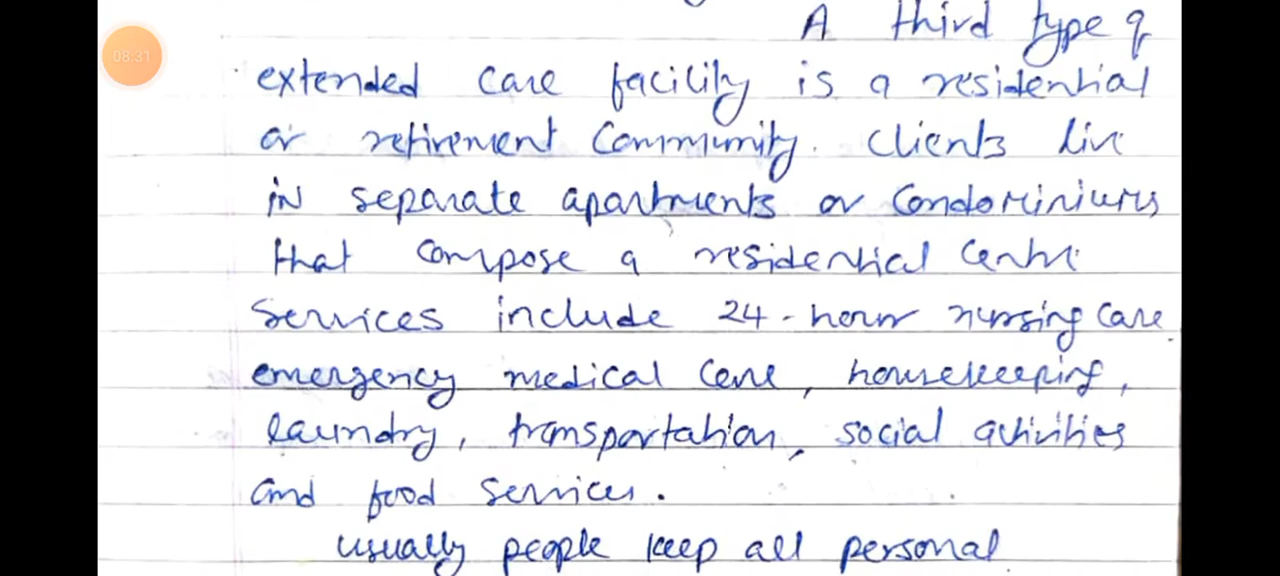 08:31
A third type of
extended care facility is a residential
or retirement Community. Clients live
in separate apartments or Condominiums
that compose a residential Centre
Services include 24-hour nursing care
emergency medical care, housekeeping,
laundry, transportation, social activities
and food services.
usually people keep all personal